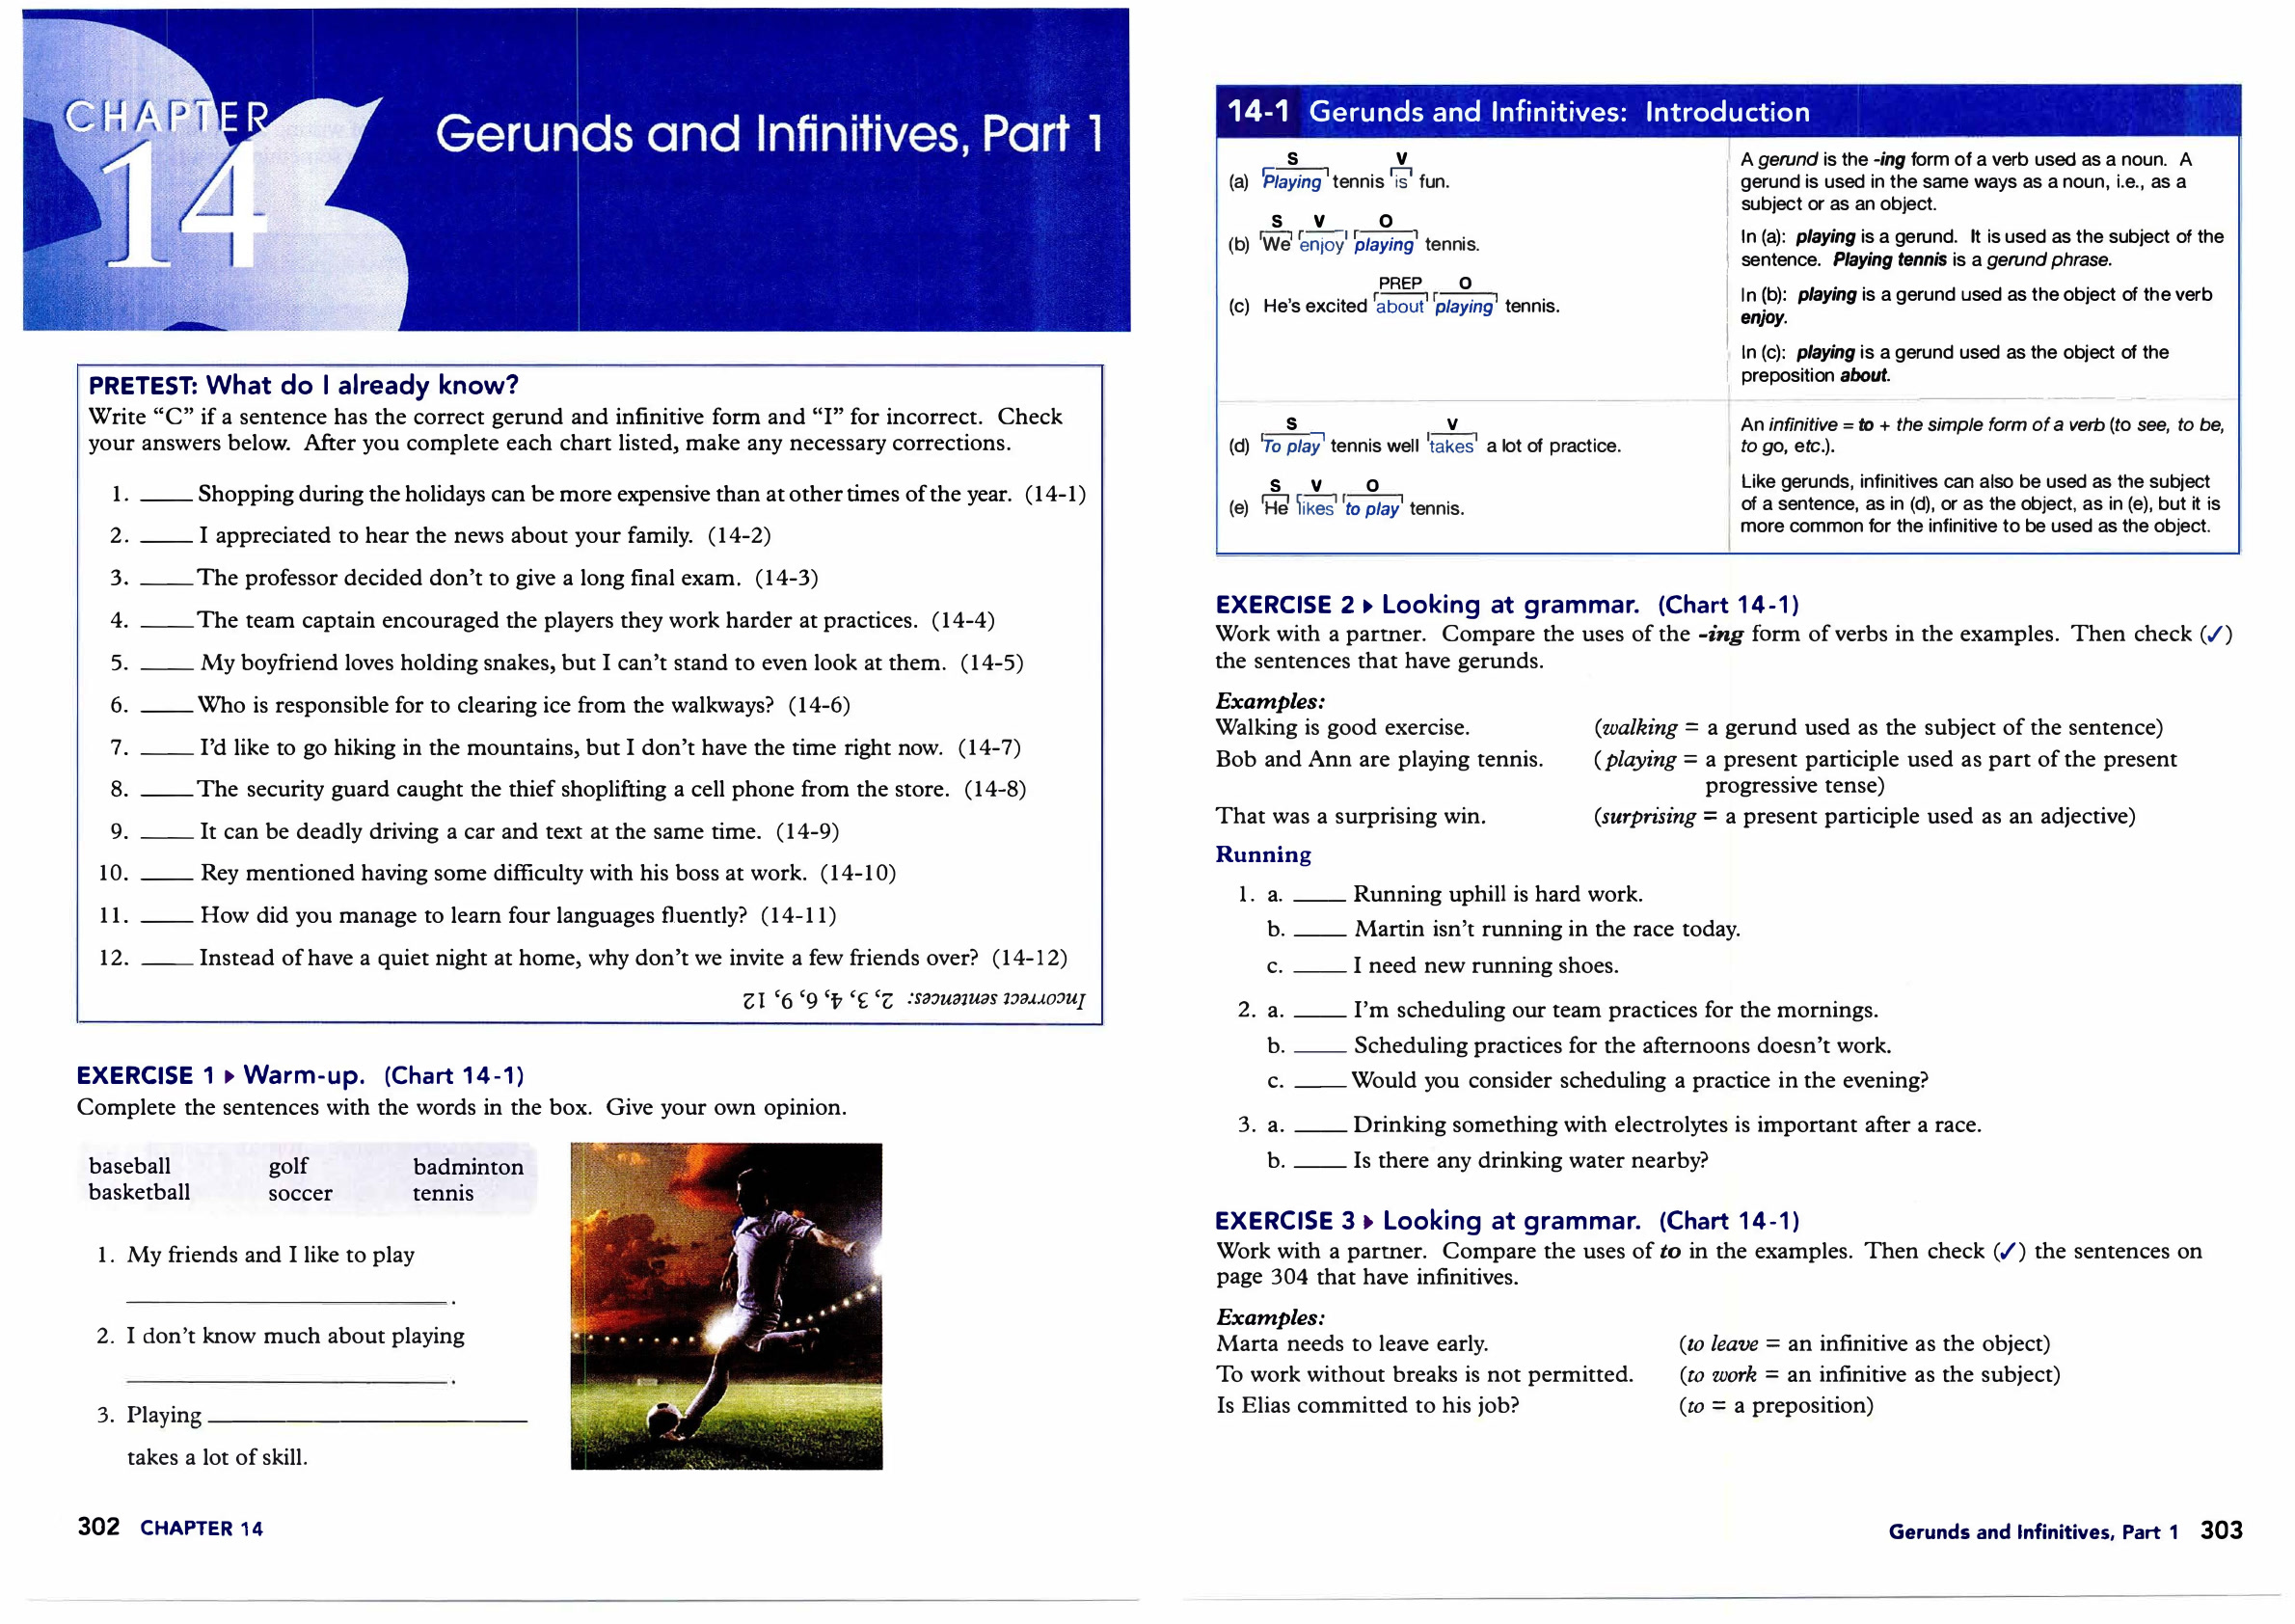 CHAPTER
14
Gerunds and Infinitives, Part 1
PRETEST: What do I already know?
Write “C” if a sentence has the correct gerund and infinitive form and “I” for incorrect. Check
your answers below. After you complete each chart listed, make any necessary corrections.
1. ____ Shopping during the holidays can be more expensive than at other times of the year. (14-1)
2. ____ I appreciated to hear the news about your family. (14-2)
3. ____ The professor decided don’t to give a long final exam. (14-3)
4. ____ The team captain encouraged the players they work harder at practices. (14-4)
5. ____ My boyfriend loves holding snakes, but I can’t stand to even look at them. (14-5)
6. ____ Who is responsible for to clearing ice from the walkways? (14-6)
7. ____ I’d like to go hiking in the mountains, but I don’t have the time right now. (14-7)
8. ____ The security guard caught the thief shoplifting a cell phone from the store. (14-8)
9. ____ It can be deadly driving a car and text at the same time. (14-9)
10. ____ Rey mentioned having some difficulty with his boss at work. (14-10)
11. ____ How did you manage to learn four languages fluently? (14-11)
12. ____ Instead of have a quiet night at home, why don’t we invite a few friends over? (14-12)
Incorrect sentences: 2, 3, 4, 6, 9, 12
EXERCISE 1 ▸ Warm-up. (Chart 14-1)
Complete the sentences with the words in the box. Give your own opinion.
baseball golf badminton
basketball soccer tennis
1. My friends and I like to play
____________________ .
2. I don’t know much about playing
____________________ .
3. Playing ____________________
takes a lot of skill.
302 CHAPTER 14
14-1 Gerunds and Infinitives: Introduction
S V
(a) Playing tennis is fun.
S V O
(b) We enjoy playing tennis.
PREP O
(c) He’s excited about playing tennis.
A gerund is the -ing form of a verb used as a noun. A
gerund is used in the same ways as a noun, i.e., as a
subject or as an object.
In (a): playing is a gerund. It is used as the subject of the
sentence. Playing tennis is a gerund phrase.
In (b): playing is a gerund used as the object of the verb
enjoy.
In (c): playing is a gerund used as the object of the
preposition about.
S V
(d) To play tennis well takes a lot of practice.
S V O
(e) He likes to play tennis.
An infinitive = to + the simple form of a verb (to see, to be,
to go, etc.).
Like gerunds, infinitives can also be used as the subject
of a sentence, as in (d), or as the object, as in (e), but it is
more common for the infinitive to be used as the object.
EXERCISE 2 ▸ Looking at grammar. (Chart 14-1)
Work with a partner. Compare the uses of the -ing form of verbs in the examples. Then check (✓)
the sentences that have gerunds.
Examples:
Walking is good exercise. (walking = a gerund used as the subject of the sentence)
Bob and Ann are playing tennis. (playing = a present participle used as part of the present
progressive tense)
That was a surprising win. (surprising = a present participle used as an adjective)
Running
1. a. ____ Running uphill is hard work.
b. ____ Martin isn’t running in the race today.
c. ____ I need new running shoes.
2. a. ____ I’m scheduling our team practices for the mornings.
b. ____ Scheduling practices for the afternoons doesn’t work.
c. ____ Would you consider scheduling a practice in the evening?
3. a. ____ Drinking something with electrolytes is important after a race.
b. ____ Is there any drinking water nearby?
EXERCISE 3 ▸ Looking at grammar. (Chart 14-1)
Work with a partner. Compare the uses of to in the examples. Then check (✓) the sentences on
page 304 that have infinitives.
Examples:
Marta needs to leave early. (to leave = an infinitive as the object)
To work without breaks is not permitted. (to work = an infinitive as the subject)
Is Elias committed to his job? (to = a preposition)
Gerunds and Infinitives, Part 1 303